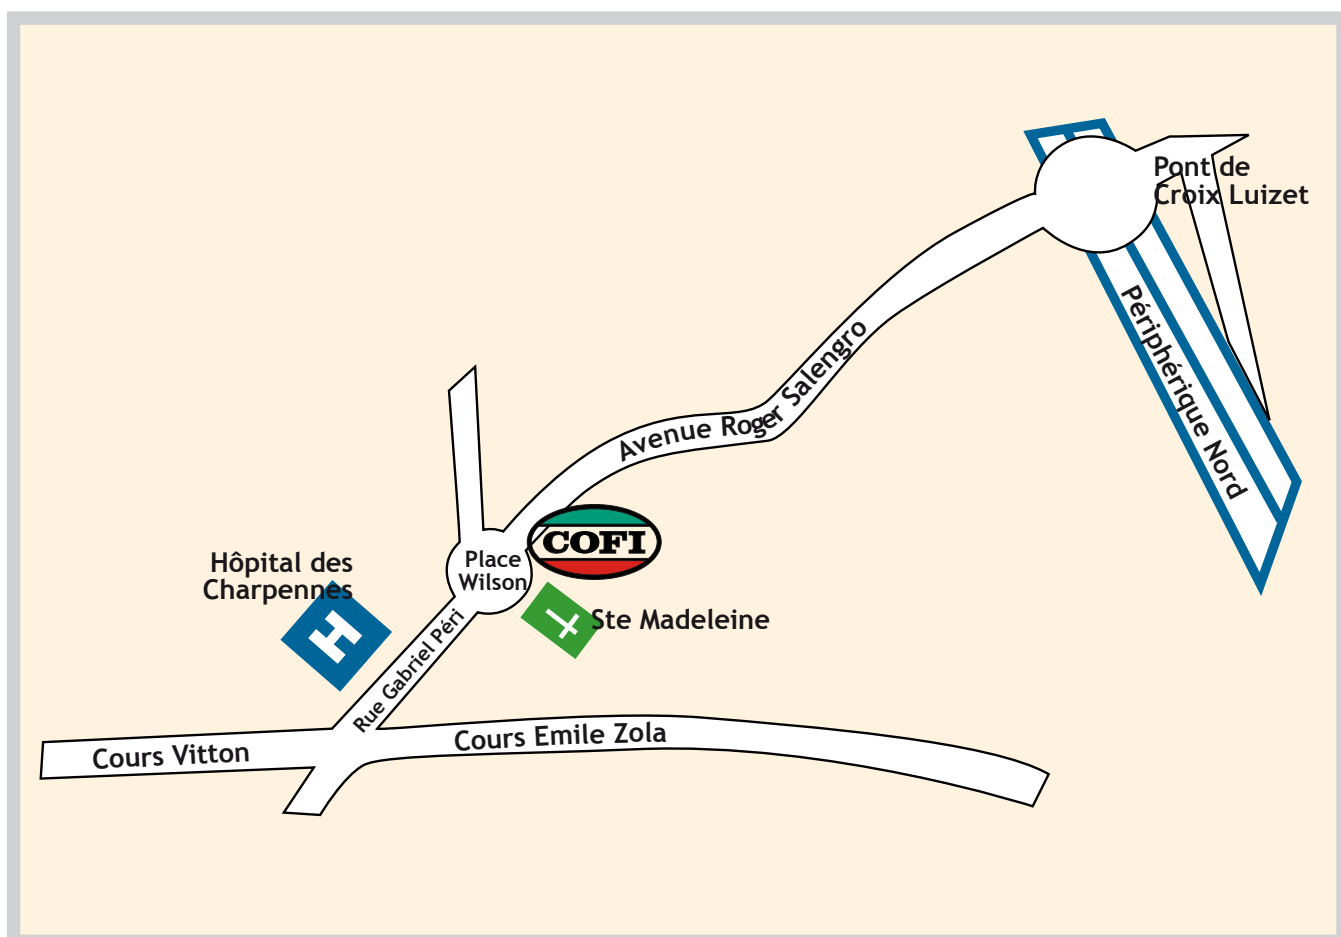 Pont de
Croix Luizet
Périphérique Nord
Avenue Roger Salengro
COFI
Place
Wilson
Hôpital des
Charpennes
H
Ste Madeleine
Rue Gabriel Péri
Cours Vitton
Cours Emile Zola